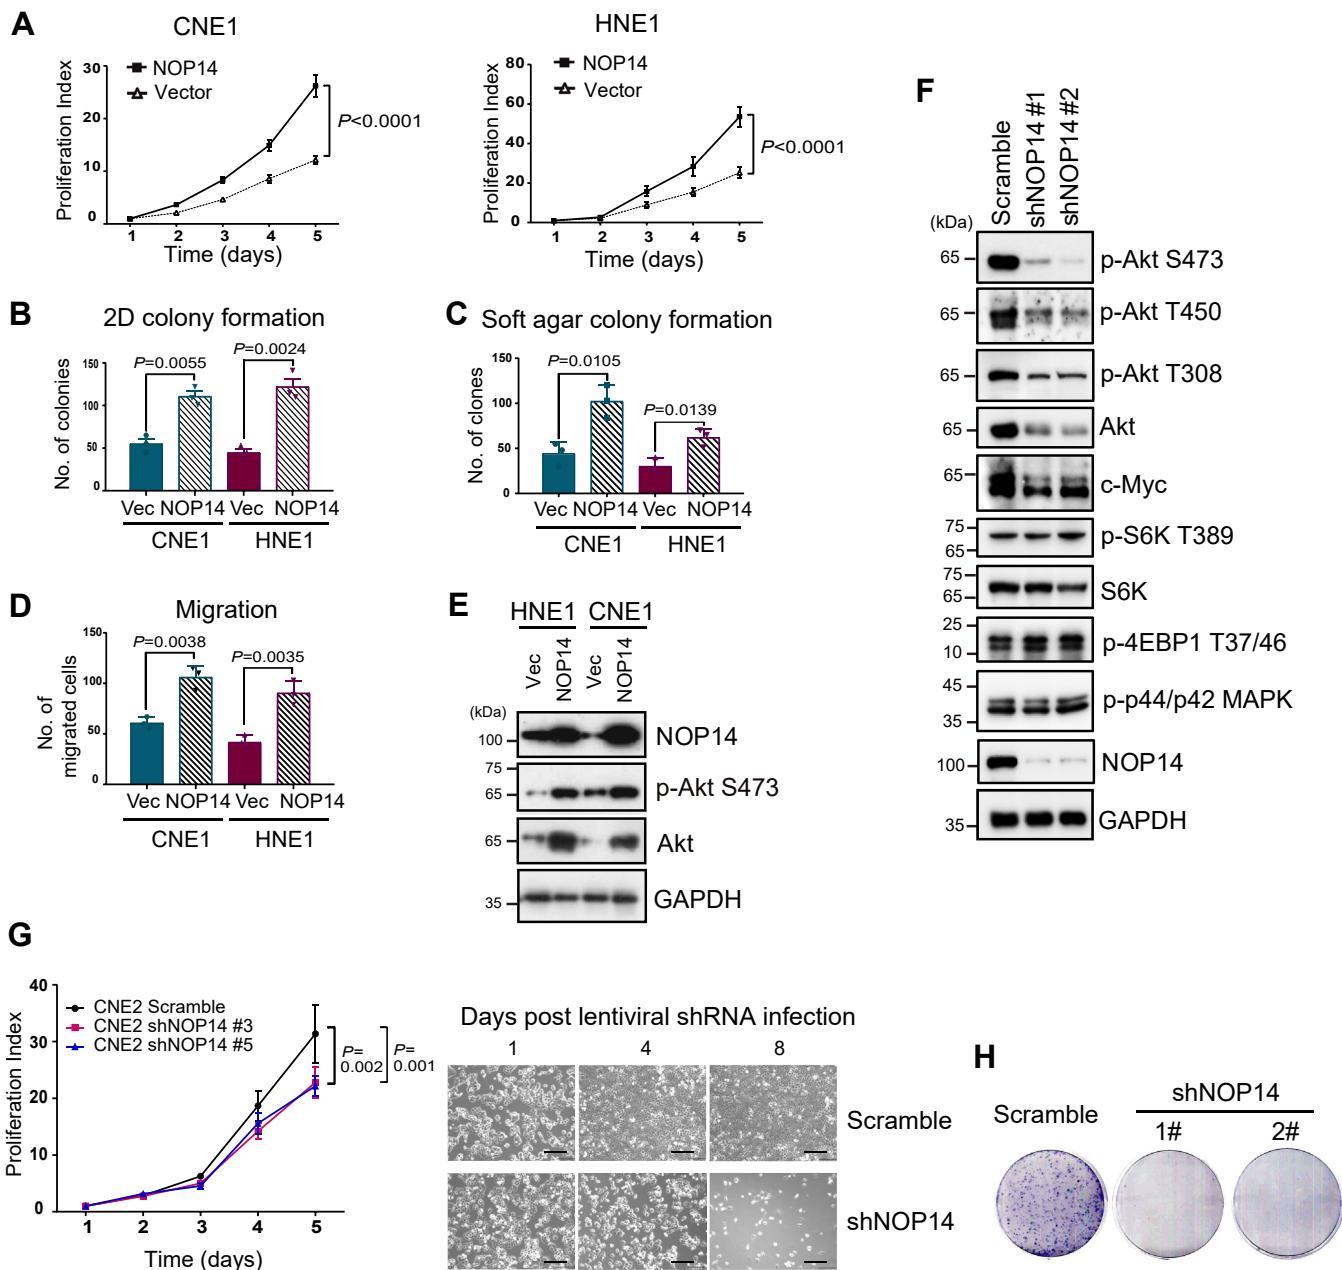 A
CNE1
HNE1
Proliferation Index
30
20
10
0
NOP14
Vector
P<0.0001
1 2 3 4 5
Time (days)
Proliferation Index
80
60
40
20
0
NOP14
Vector
P<0.0001
1 2 3 4 5
Time (days)
B
2D colony formation
No. of colonies
150
100
50
0
P=0.0055
P=0.0024
Vec NOP14 Vec NOP14
CNE1 HNE1
C
Soft agar colony formation
No. of clones
150
100
50
0
P=0.0105
P=0.0139
Vec NOP14 Vec NOP14
CNE1 HNE1
D
Migration
No. of
migrated cells
150
100
50
0
P=0.0038
P=0.0035
Vec NOP14 Vec NOP14
CNE1 HNE1
E
HNE1 CNE1
Vec NOP14 Vec NOP14
(kDa)
100 NOP14
75
65 p-Akt S473
65 Akt
35 GAPDH
F
Scramble
shNOP14 #1
shNOP14 #2
(kDa)
65 p-Akt S473
65 p-Akt T450
65 p-Akt T308
65 Akt
65 c-Myc
75
65 p-S6K T389
75
65 S6K
25
10 p-4EBP1 T37/46
45
35 p-p44/p42 MAPK
100 NOP14
35 GAPDH
G
Proliferation Index
40
30
20
10
0
CNE2 Scramble
CNE2 shNOP14 #3
CNE2 shNOP14 #5
P=
0.002
P=
0.001
1 2 3 4 5
Time (days)
Days post lentiviral shRNA infection
1 4 8
Scramble
shNOP14
H
Scramble
shNOP14
1# 2#